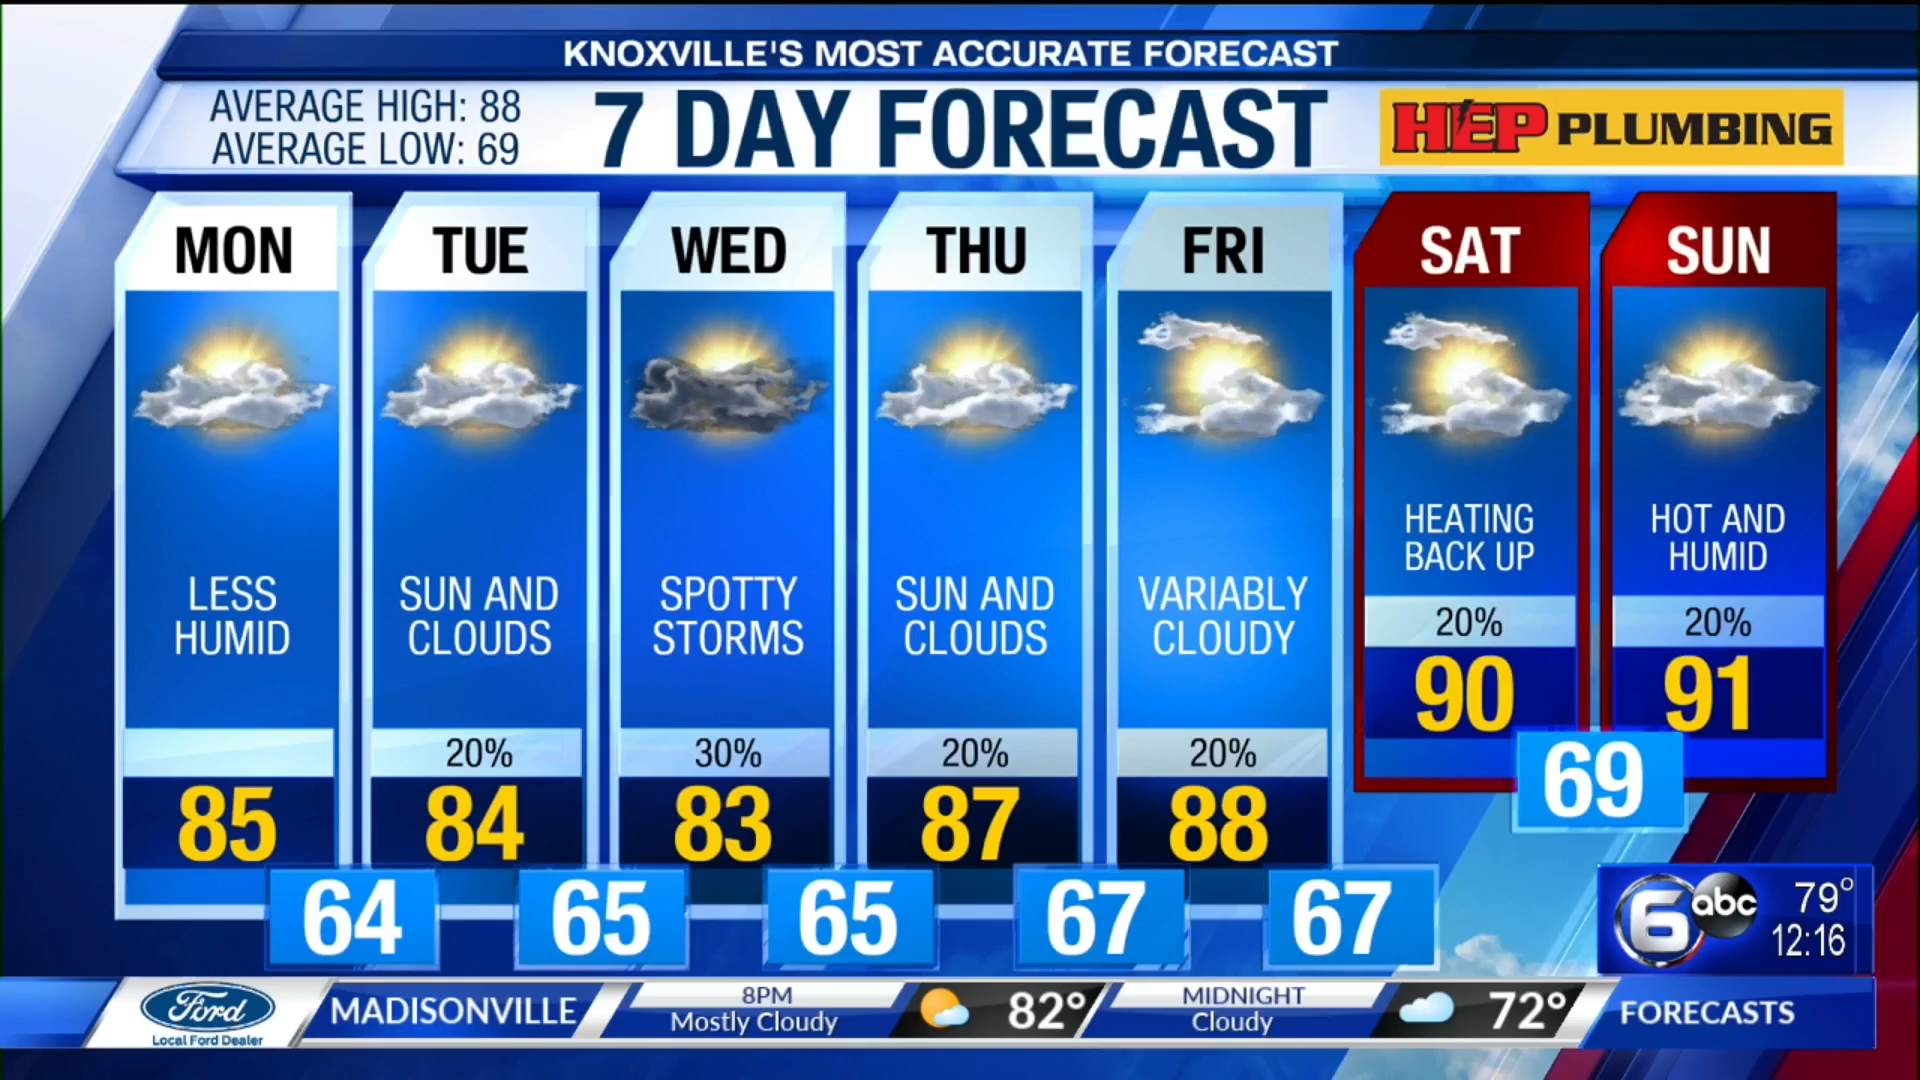 KNOXVILLE'S MOST ACCURATE FORECAST
AVERAGE HIGH: 88
AVERAGE LOW: 69
7 DAY FORECAST
HEP PLUMBING
MON
TUE
WED
THU
FRI
SAT
SUN
LESS
HUMID
SUN AND
CLOUDS
SPOTTY
STORMS
SUN AND
CLOUDS
VARIABLY
CLOUDY
HEATING
BACK UP
HOT AND
HUMID
20%
30%
20%
20%
20%
20%
85
84
83
87
88
90
91
64
65
65
67
67
69
6 abc
79°
12:16
Ford
Local Ford Dealer
MADISONVILLE
8PM
Mostly Cloudy
82°
MIDNIGHT
Cloudy
72°
FORECASTS